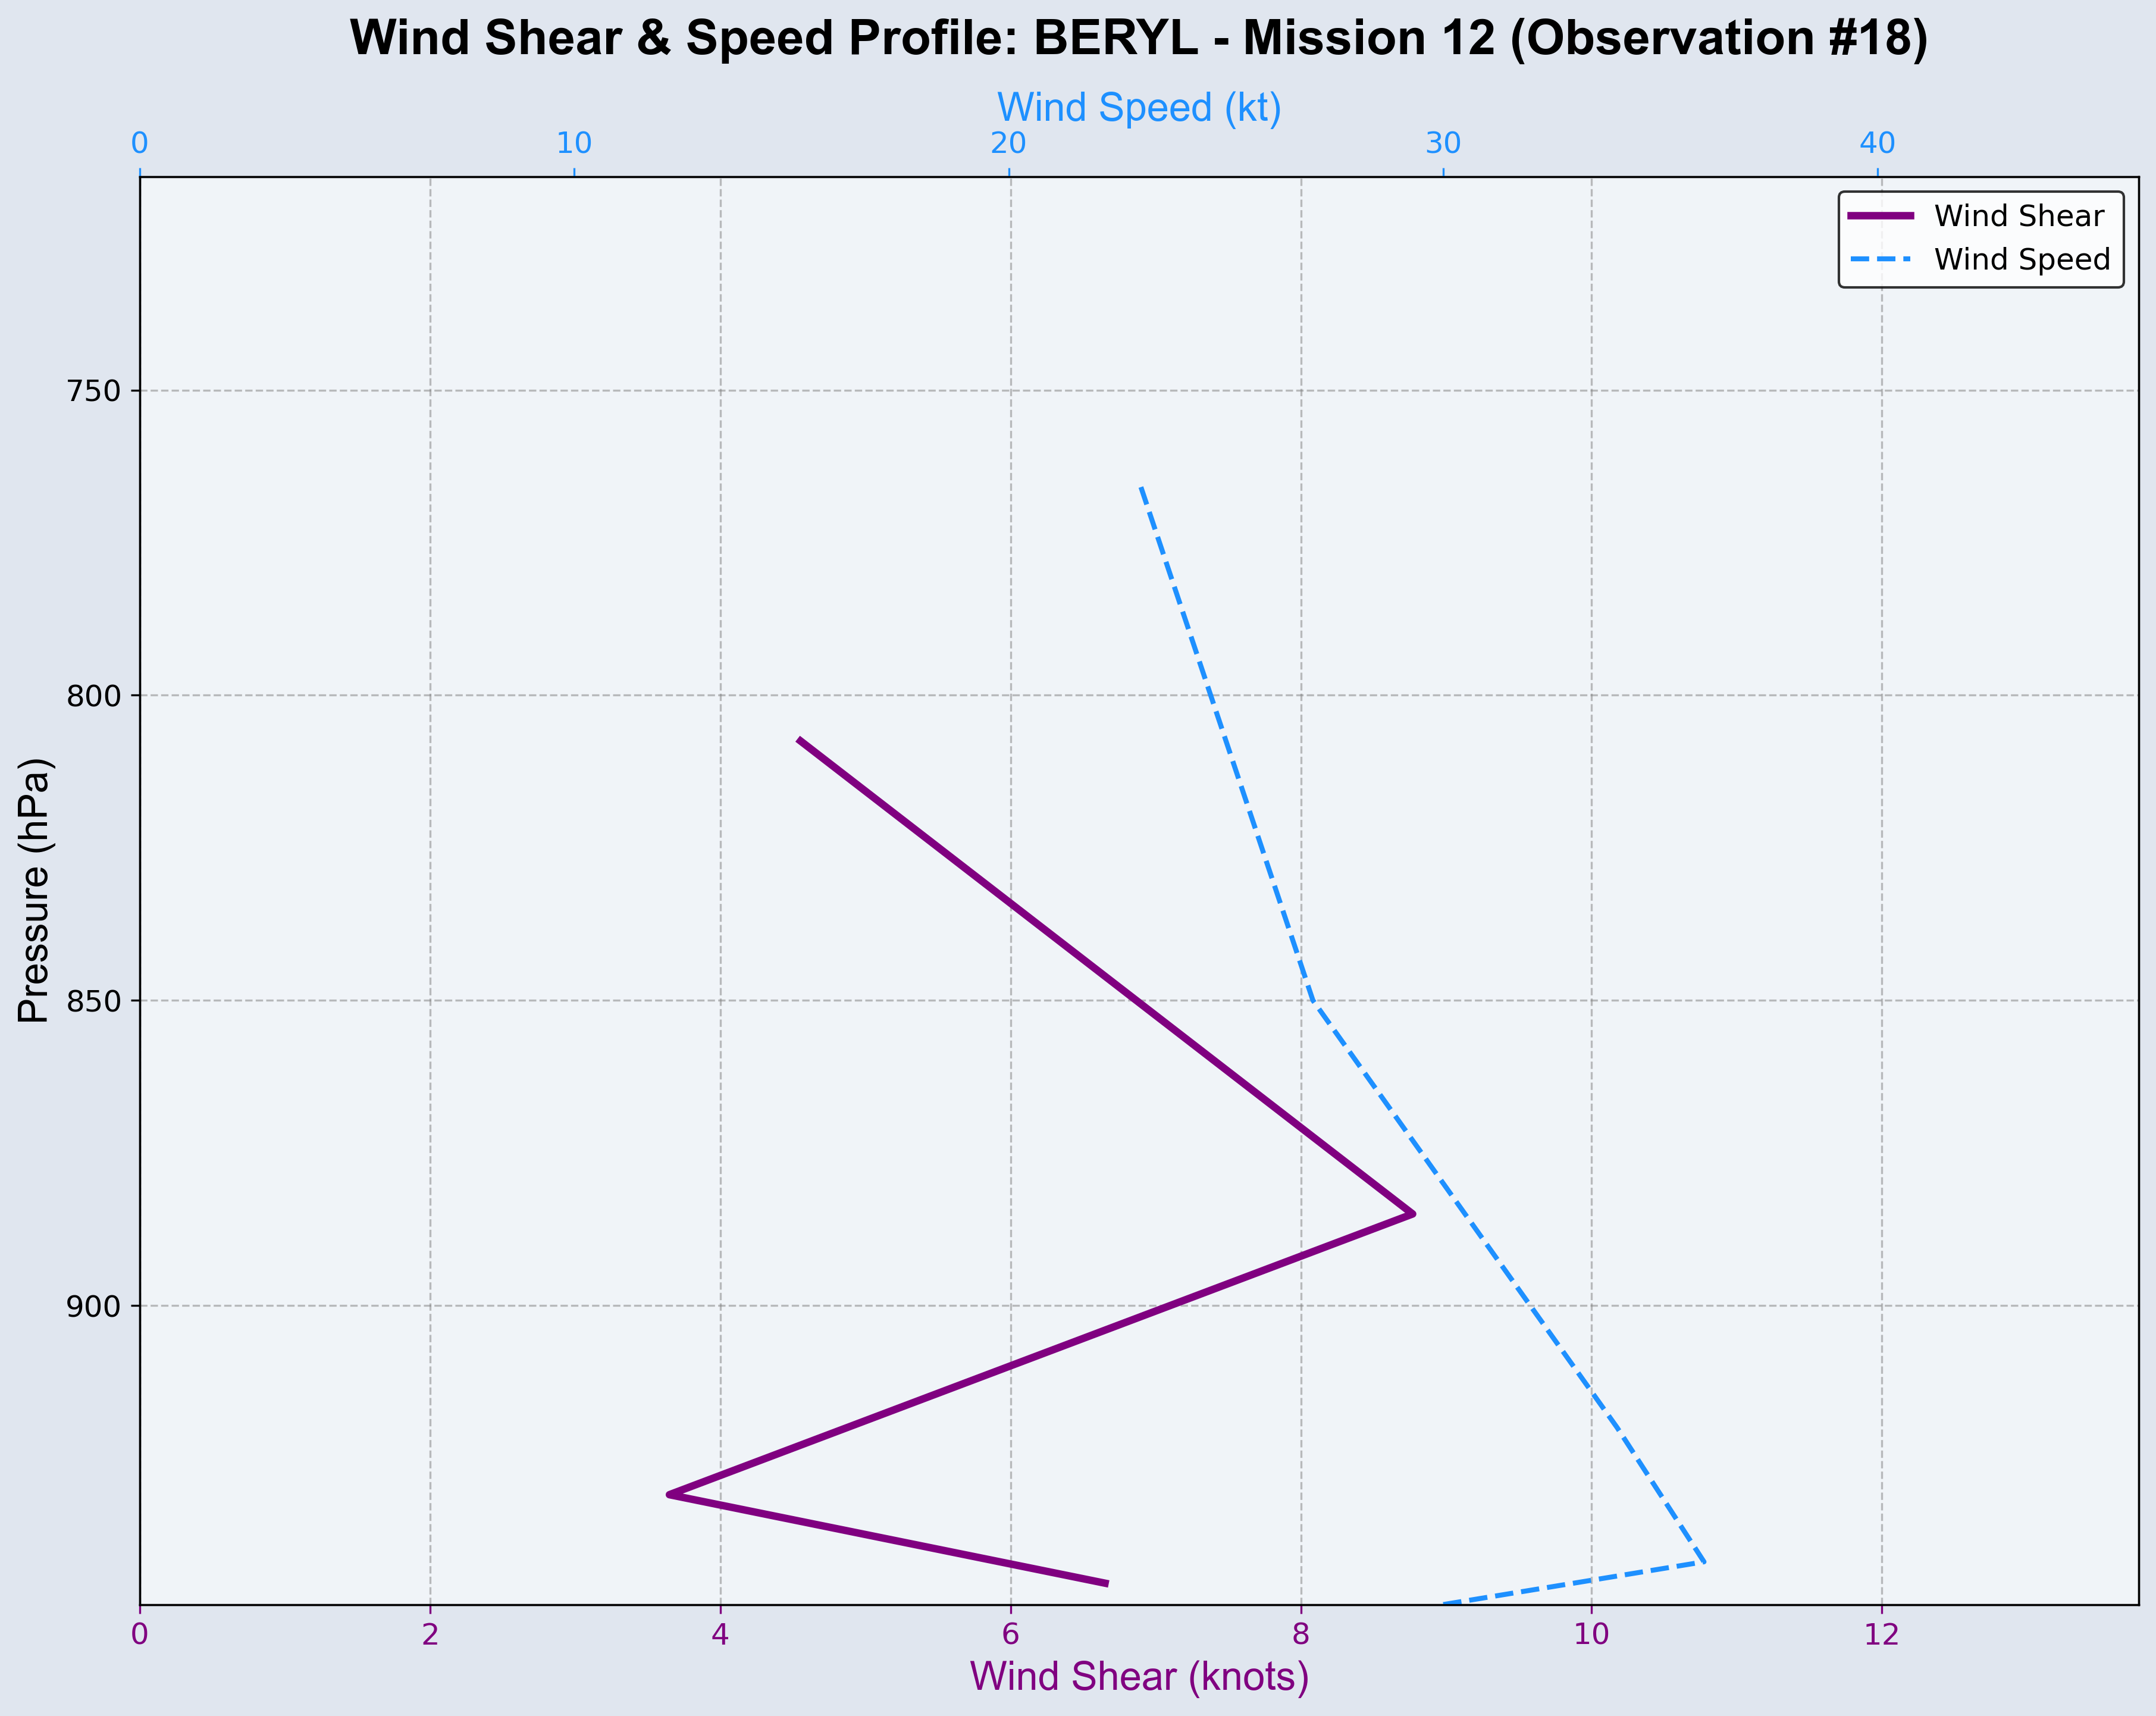 Wind Shear & Speed Profile: BERYL - Mission 12 (Observation #18)
Wind Speed (kt)
0 10 20 30 40
Wind Shear
Wind Speed
750
800
850
900
Pressure (hPa)
0 2 4 6 8 10 12
Wind Shear (knots)